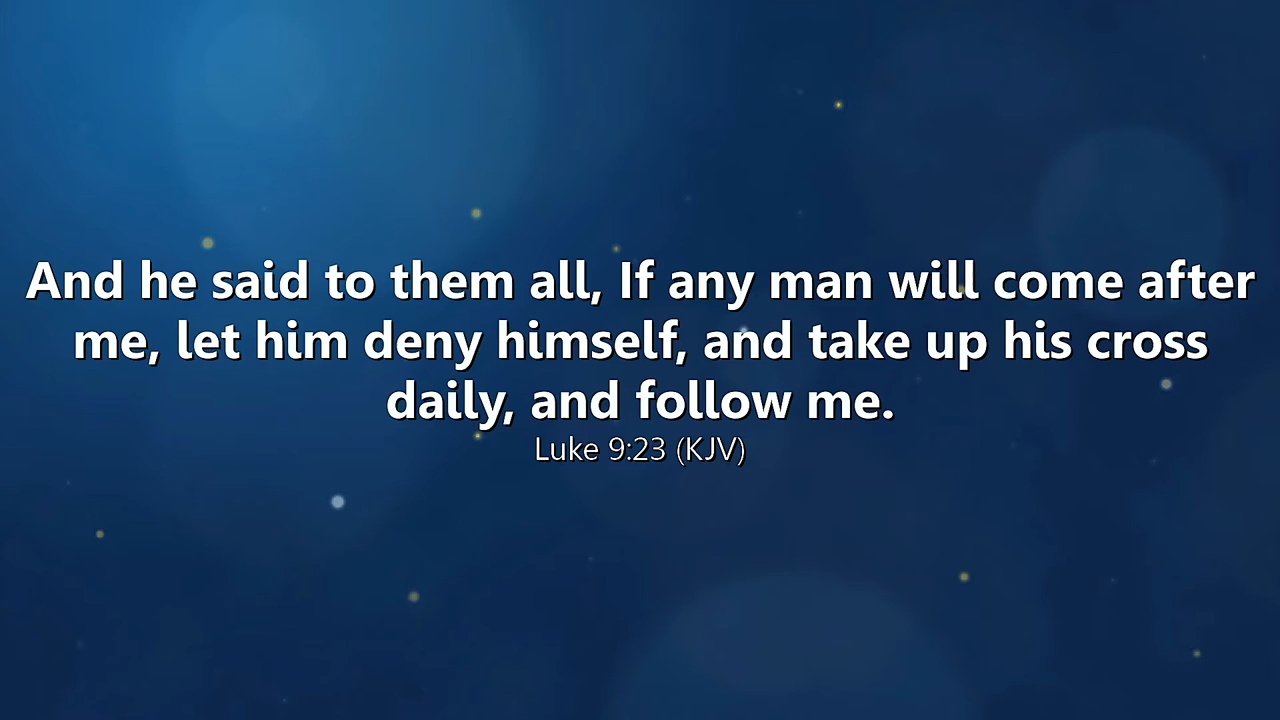 And he said to them all, If any man will come after
me, let him deny himself, and take up his cross
daily, and follow me.
Luke 9:23 (KJV)